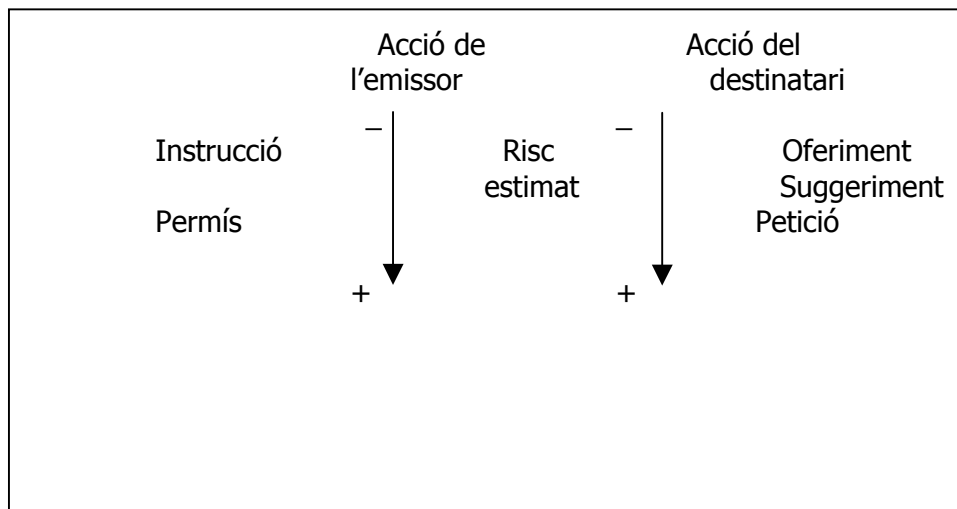 Acció de l’emissor
Acció del destinatari
– –
Instrucció Risc estimat Oferiment
Suggeriment
Permís Petició
+ +